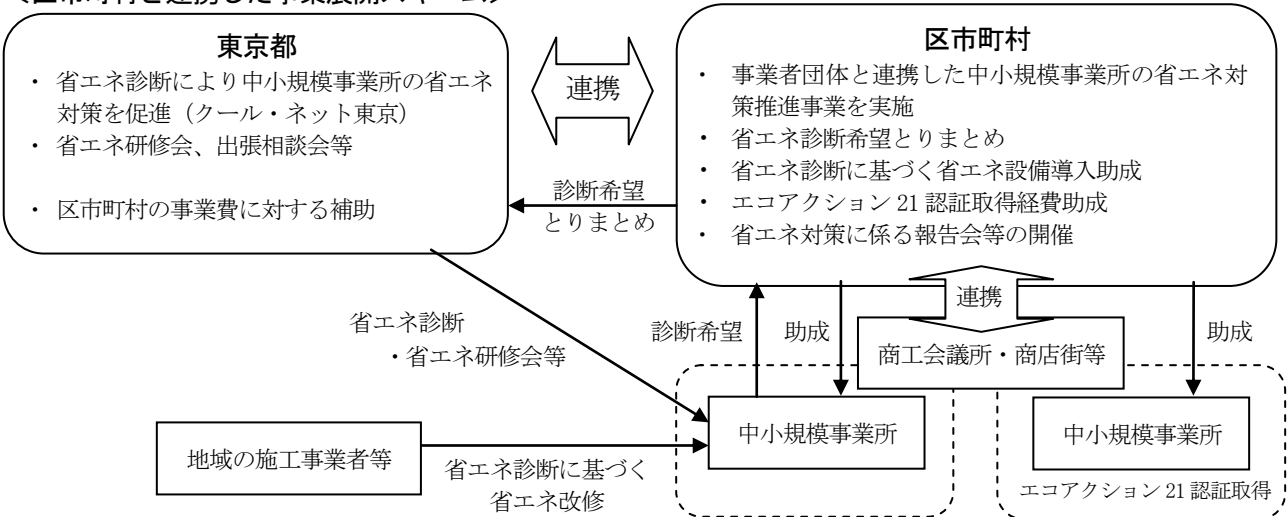 東京都
・ 省エネ診断により中小規模事業所の省エネ
対策を促進（クール・ネット東京）
・ 省エネ研修会、出張相談会等
・ 区市町村の事業費に対する補助
連携
区市町村
・ 事業者団体と連携した中小規模事業所の省エネ対
策推進事業を実施
・ 省エネ診断希望とりまとめ
・ 省エネ診断に基づく省エネ設備導入助成
・ エコアクション 21 認証取得経費助成
・ 省エネ対策に係る報告会等の開催
診断希望
とりまとめ
連携
省エネ診断
・省エネ研修会等
診断希望
助成
商工会議所・商店街等
助成
中小規模事業所
中小規模事業所
エコアクション 21 認証取得
地域の施工事業者等
省エネ診断に基づく
省エネ改修